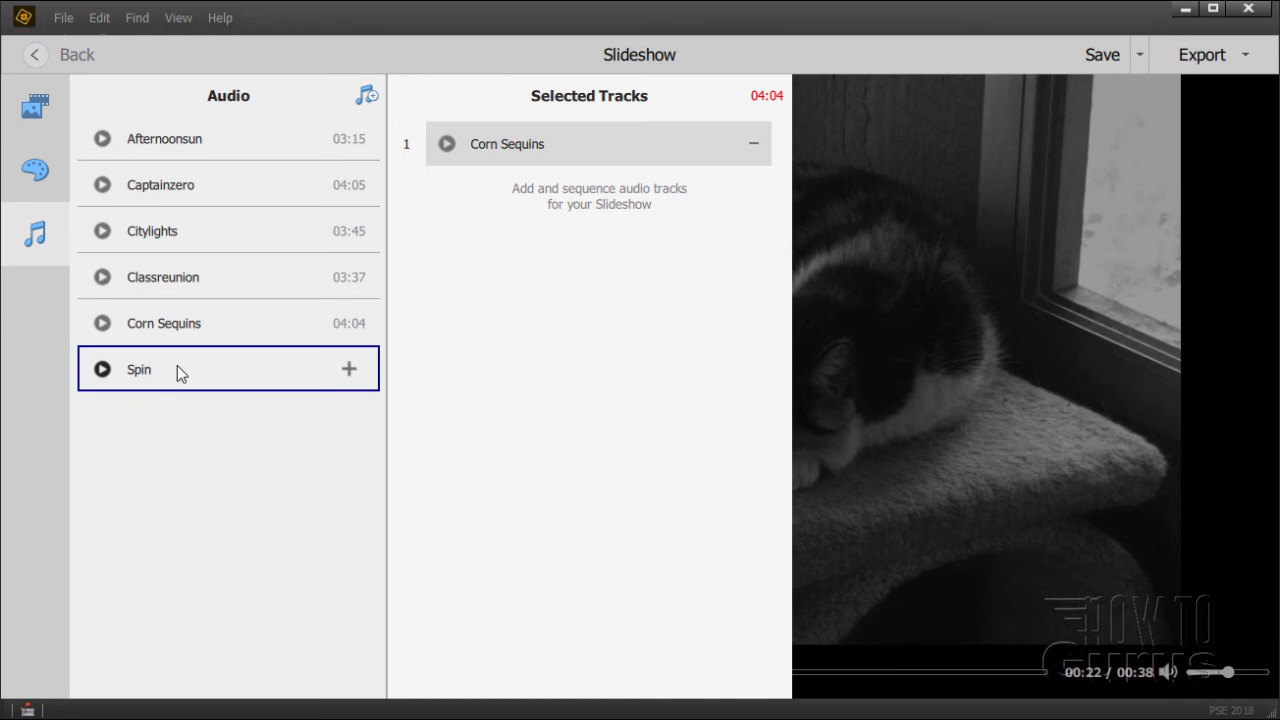 File Edit Find View Help
Back
Slideshow
Save
Export
Audio
Selected Tracks
04:04
Afternoonsun 03:15
1 Corn Sequins
Captainzero 04:05
Add and sequence audio tracks
for your Slideshow
Citylights 03:45
Classreunion 03:37
Corn Sequins 04:04
Spin
HOW TO
GURUS
00:22 / 00:38
PSE 2018